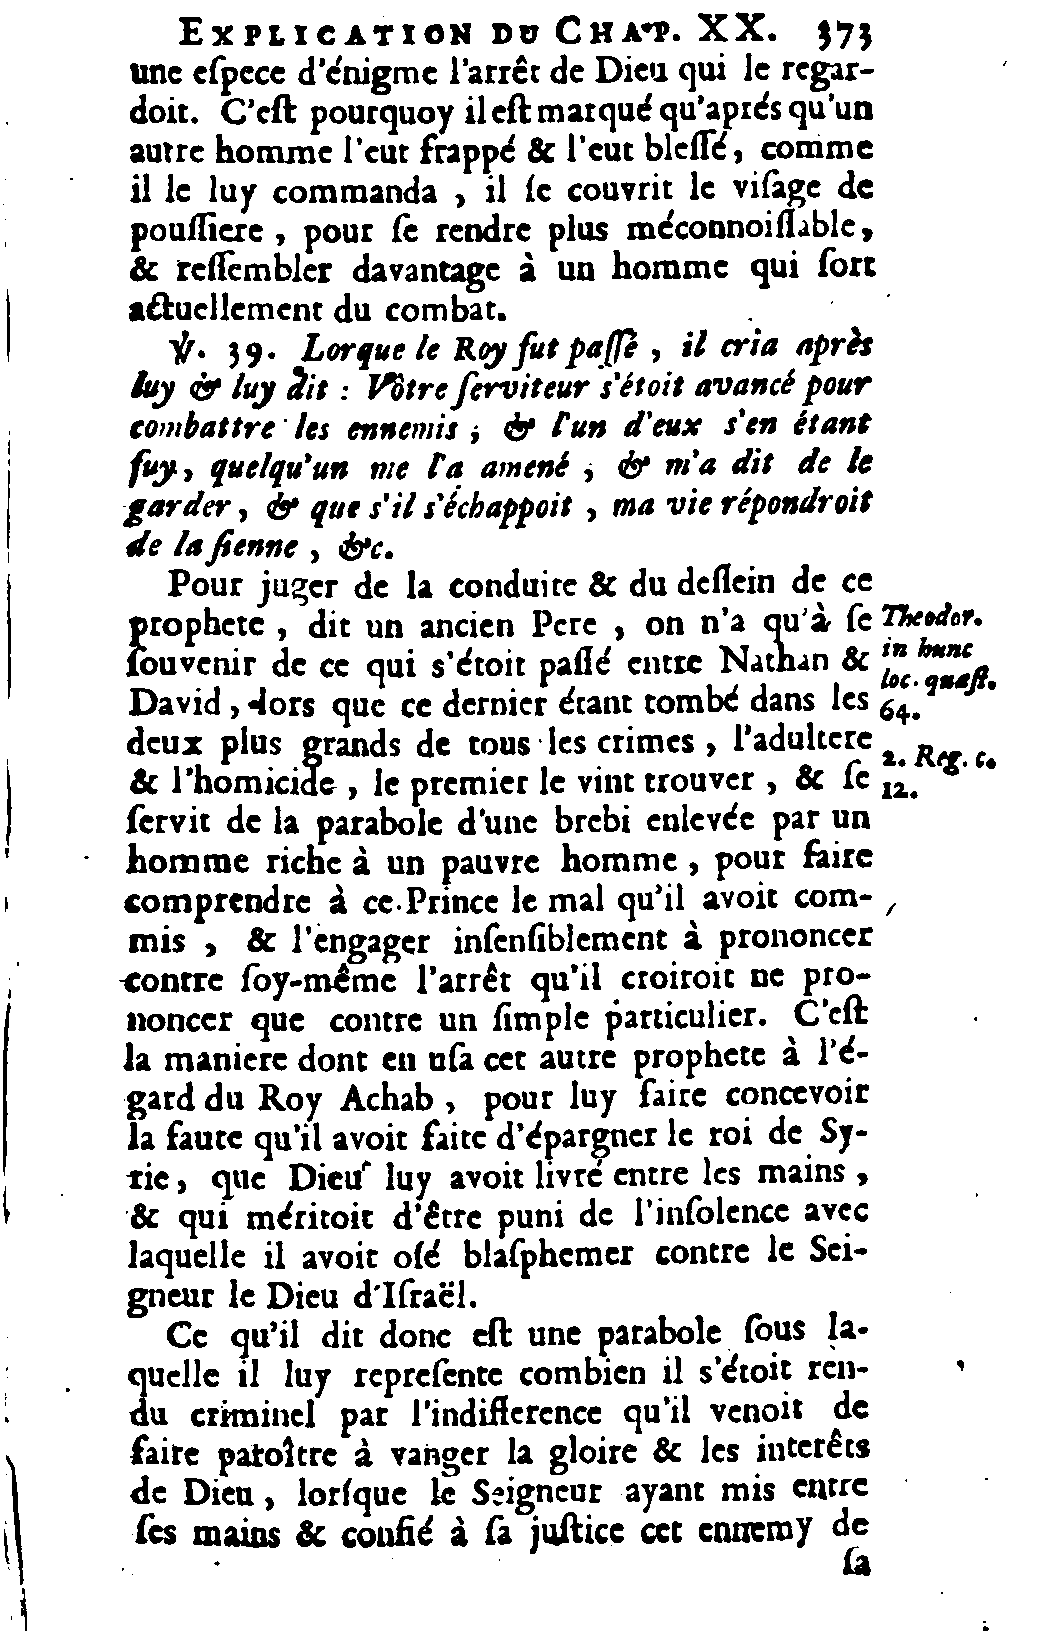 EXPLICATION DU CHAP. XX. 373
une eſpece d'énigme l'arrêt de Dieu qui le regar-
doit. C'eſt pourquoy il eſt marqué qu'aprés qu'un
autre homme l'eut frappé & l'eut bleſſé, comme
il le luy commanda, il ſe couvrit le viſage de
pouſſiere, pour ſe rendre plus méconnoiſſable,
& reſſembler davantage à un homme qui ſort
actuellement du combat.
℣. 39. Lorque le Roy fut paſſé, il cria après
luy & luy dit : Vôtre ſerviteur s'étoit avancé pour
combattre les ennemis ; & l'un d'eux s'en étant
fuy, quelqu'un me l'a amené, & m'a dit de le
garder, & que s'il s'échappoit, ma vie répondroit
de la ſienne, &c.
Pour juger de la conduite & du deſſein de ce
prophete, dit un ancien Pere, on n'a qu'à ſe
ſouvenir de ce qui s'étoit paſſé entre Nathan &
David, lors que ce dernier étant tombé dans les
deux plus grands de tous les crimes, l'adultere
& l'homicide, le premier le vint trouver, & ſe
ſervit de la parabole d'une brebi enlevée par un
homme riche à un pauvre homme, pour faire
comprendre à ce Prince le mal qu'il avoit com-
mis, & l'engager inſenſiblement à prononcer
contre ſoy-même l'arrêt qu'il croiroit ne pro-
noncer que contre un ſimple particulier. C'eſt
la maniere dont en uſa cet autre prophete à l'é-
gard du Roy Achab, pour luy faire concevoir
la faute qu'il avoit faite d'épargner le roi de Sy-
rie, que Dieu luy avoit livré entre les mains,
& qui méritoit d'être puni de l'inſolence avec
laquelle il avoit oſé blaſphemer contre le Sei-
gneur le Dieu d'Iſraël.
Ce qu'il dit donc eſt une parabole ſous la-
quelle il luy repreſente combien il s'étoit ren-
du criminel par l'indifference qu'il venoit de
faire paroître à vanger la gloire & les interêts
de Dieu, lorſque le Seigneur ayant mis entre
ſes mains & confié à ſa juſtice cet ennemy de
ſa
Theodor.
in hunc
loc. quæſt.
64.
2. Reg. c.
12.